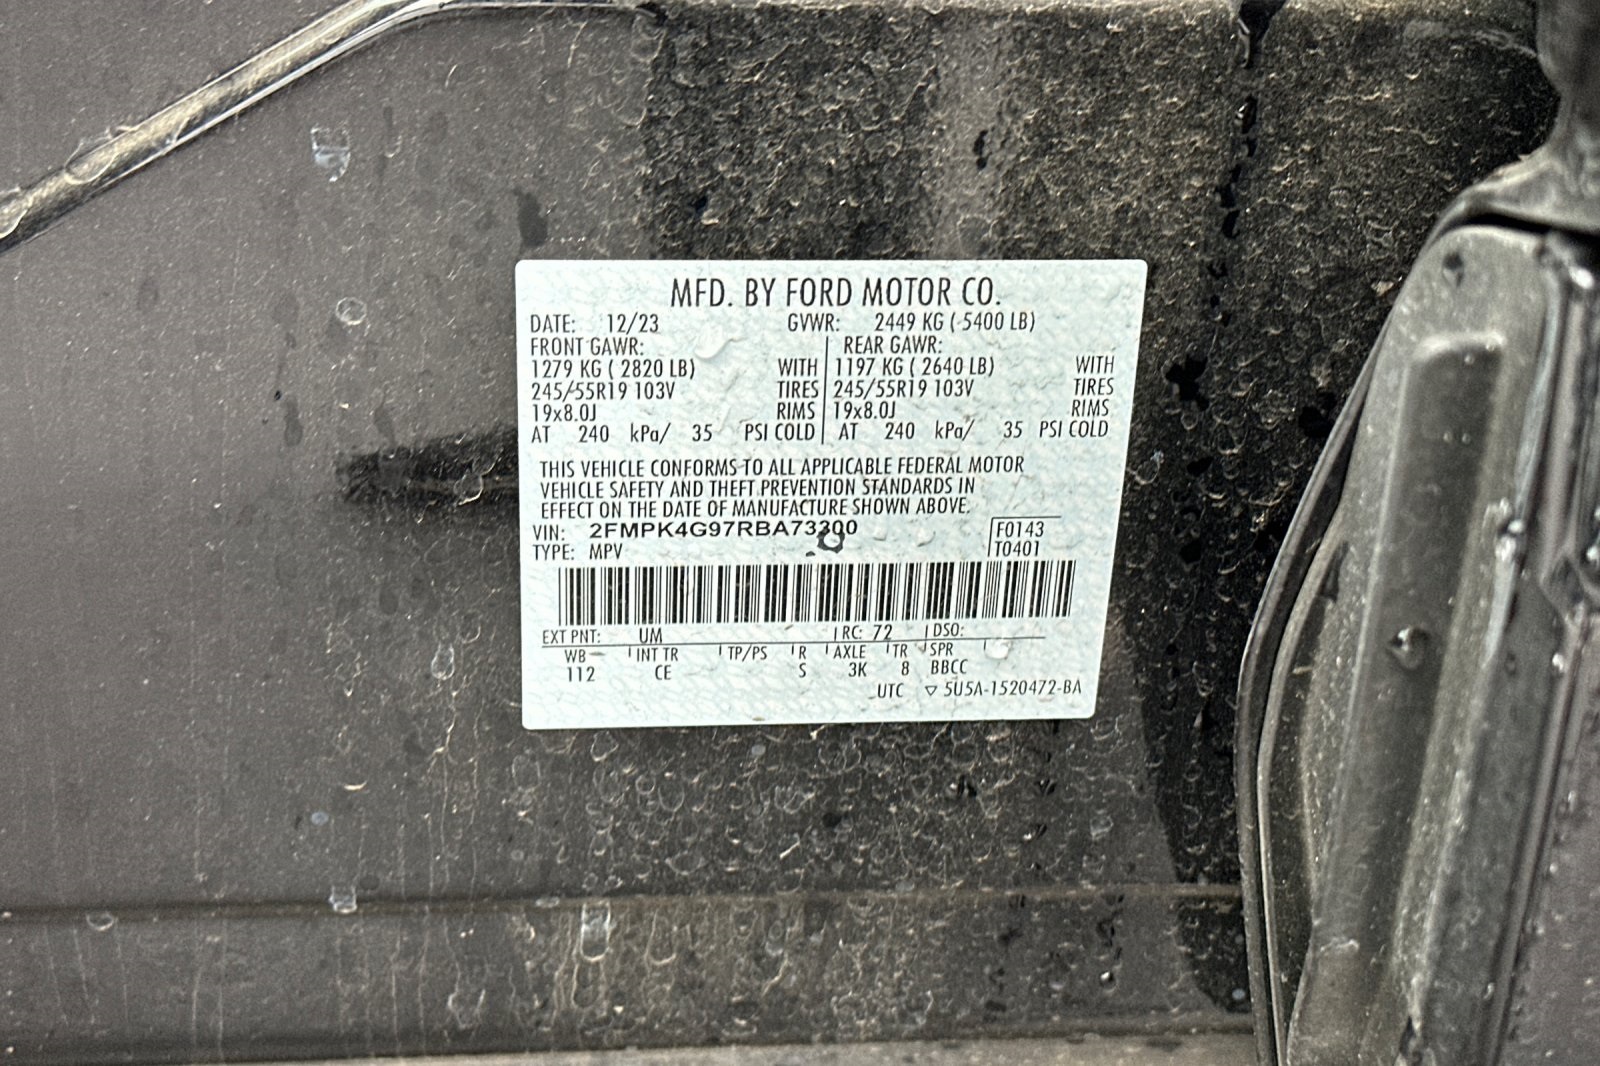 MFD. BY FORD MOTOR CO.
DATE: 12/23 GVWR: 2449 KG ( 5400 LB)
FRONT GAWR: REAR GAWR:
1279 KG ( 2820 LB) WITH 1197 KG ( 2640 LB) WITH
245/55R19 103V TIRES 245/55R19 103V TIRES
19x8.0J RIMS 19x8.0J RIMS
AT 240 kPa/ 35 PSI COLD AT 240 kPa/ 35 PSI COLD
THIS VEHICLE CONFORMS TO ALL APPLICABLE FEDERAL MOTOR
VEHICLE SAFETY AND THEFT PREVENTION STANDARDS IN
EFFECT ON THE DATE OF MANUFACTURE SHOWN ABOVE.
VIN: 2FMPK4G97RBA73300 F0143
TYPE: MPV T0401
EXT PNT: UM RC: 72 DSO:
WB INT TR TP/PS R AXLE TR SPR
112 CE S 3K 8 BBCC
UTC ▽ 5U5A-1520472-BA